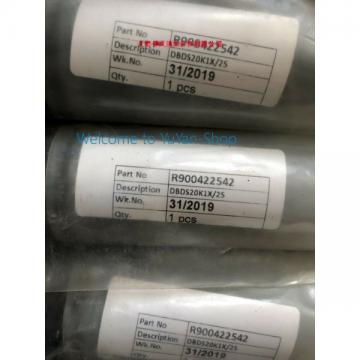 Part No R900422542
Description DBDS20K1X/25
Wk.No. 31/2019
Qty. 1 pcs
Welcome to YuYan Shop
Part No R900422542
Description DBDS20K1X/25
Wk.No. 31/2019
Qty. 1 pcs
Part No R900422542
Description DBDS20K1X/25
Wk.No. 31/2019
Qty.